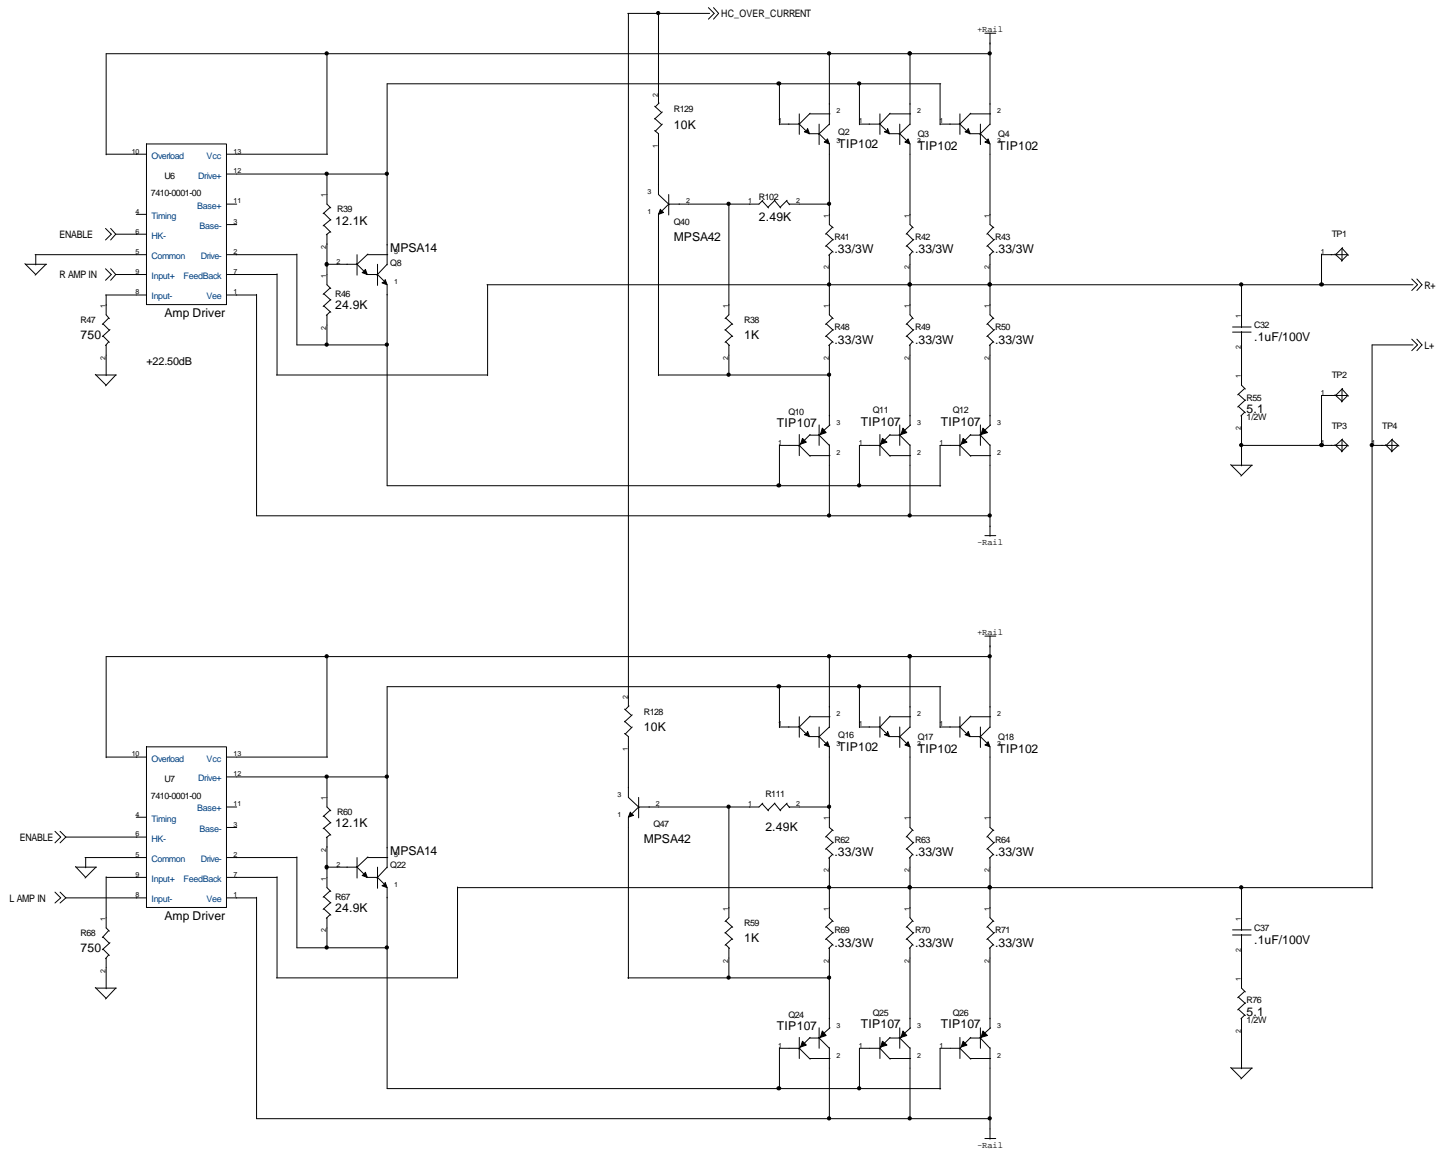 HC_OVER_CURRENT
+Rail
R129
10K
Q2
TIP102
Q3
TIP102
Q4
TIP102
10 Overload Vcc 13
U6 Drive+ 12
7410-0001-00
Base+ 11
4 Timing
Base- 3
ENABLE 6 HK-
5 Common Drive- 2
R AMP IN 9 Input+ FeedBack 7
8 Input- Vee 1
Amp Driver
R47
750
+22.50dB
R39
12.1K
MPSA14
Q8
R46
24.9K
Q40
MPSA42
R102
2.49K
R41
.33/3W
R42
.33/3W
R43
.33/3W
TP1
R+
R38
1K
R48
.33/3W
R49
.33/3W
R50
.33/3W
C32
.1uF/100V
L+
TP2
R55
5.1
1/2W
TP3
TP4
Q10
TIP107
Q11
TIP107
Q12
TIP107
-Rail
+Rail
R128
10K
Q16
TIP102
Q17
TIP102
Q18
TIP102
10 Overload Vcc 13
U7 Drive+ 12
7410-0001-00
Base+ 11
4 Timing
Base- 3
ENABLE 6 HK-
5 Common Drive- 2
9 Input+ FeedBack 7
L AMP IN 8 Input- Vee 1
Amp Driver
R68
750
R60
12.1K
MPSA14
Q22
R67
24.9K
Q47
MPSA42
R111
2.49K
R62
.33/3W
R63
.33/3W
R64
.33/3W
R59
1K
R69
.33/3W
R70
.33/3W
R71
.33/3W
C37
.1uF/100V
R76
5.1
1/2W
Q24
TIP107
Q25
TIP107
Q26
TIP107
-Rail